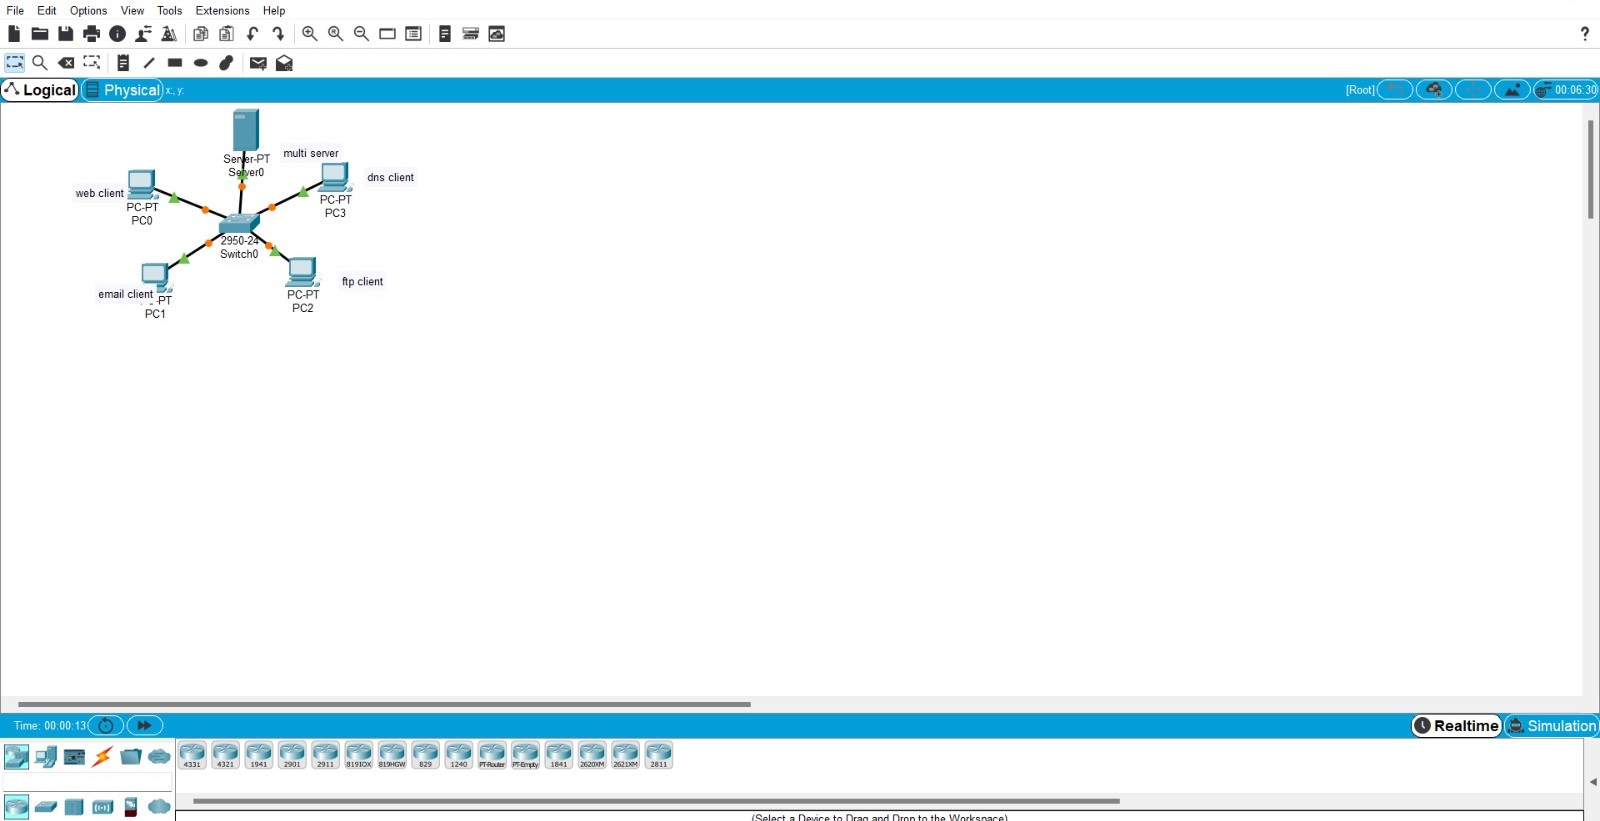 File Edit Options View Tools Extensions Help
?
Logical Physical x:, y: [Root] 00:06:30
Server-PT
Server0
multi server
web client
PC-PT
PC0
dns client
PC-PT
PC3
2950-24
Switch0
email client
-PT
PC1
ftp client
PC-PT
PC2
Time: 00:00:13 Realtime Simulation
4331 4321 1941 2901 2911 819IOX 819HGW 829 1240 PT-Router PT-Empty 1841 2620XM 2621XM 2811
(Select a Device to Drag and Drop to the Workspace)